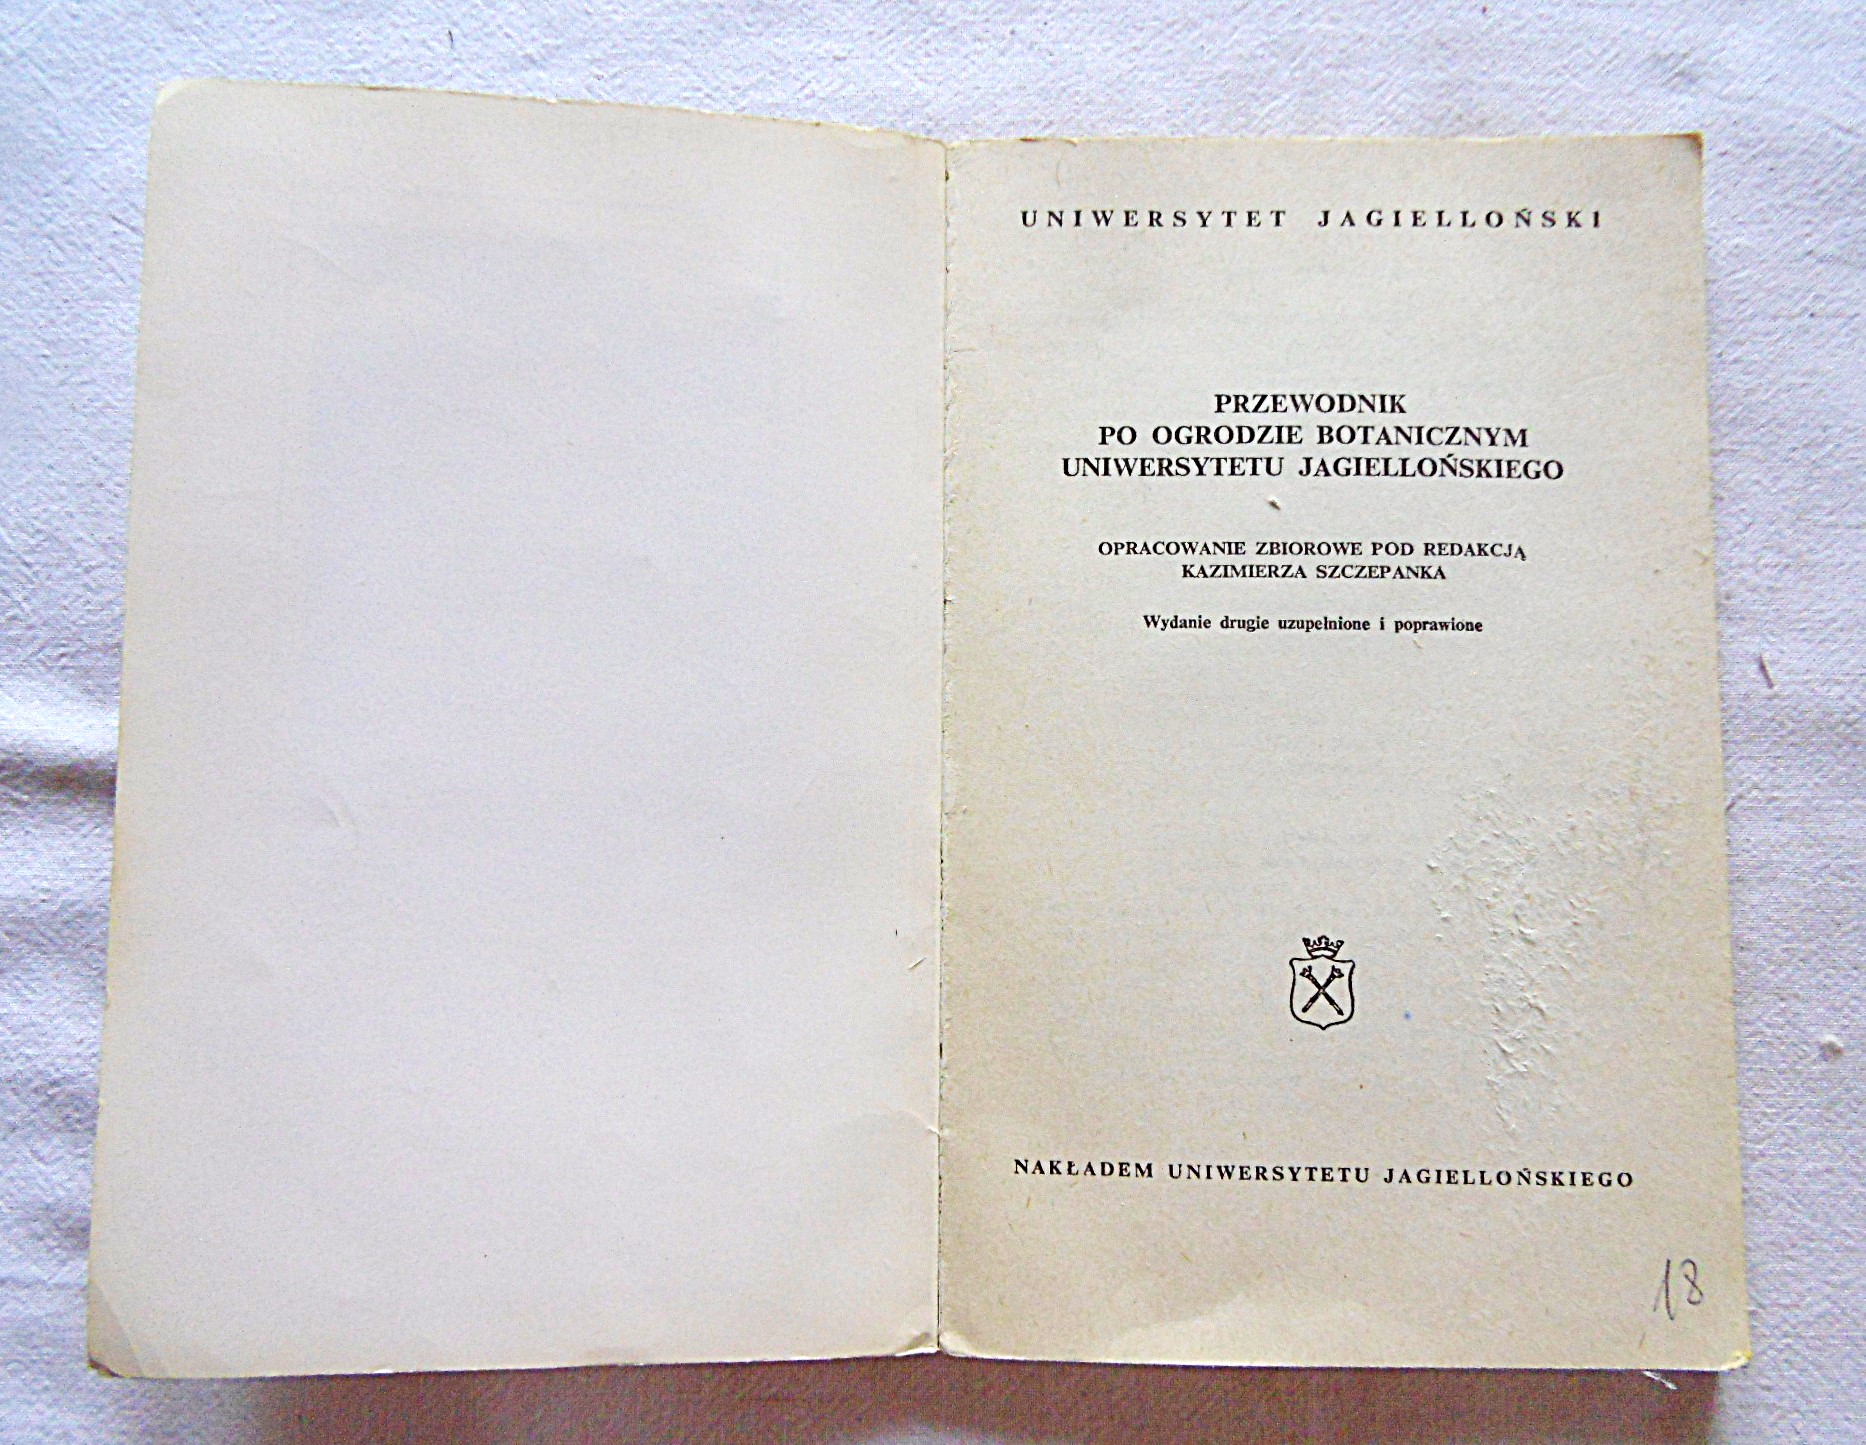 UNIWERSYTET JAGIELLOŃSKI
PRZEWODNIK
PO OGRODZIE BOTANICZNYM
UNIWERSYTETU JAGIELLOŃSKIEGO
OPRACOWANIE ZBIOROWE POD REDAKCJĄ
KAZIMIERZA SZCZEPANKA
Wydanie drugie uzupełnione i poprawione
NAKŁADEM UNIWERSYTETU JAGIELLOŃSKIEGO
18